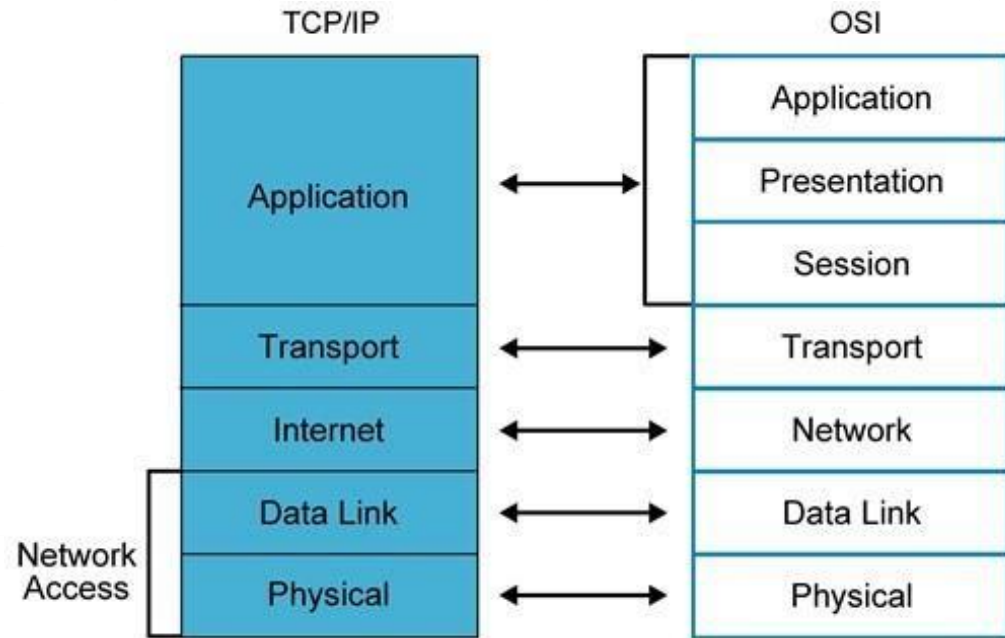 TCP/IP
OSI
Application
Transport
Internet
Data Link
Physical
Network
Access
Application
Presentation
Session
Transport
Network
Data Link
Physical